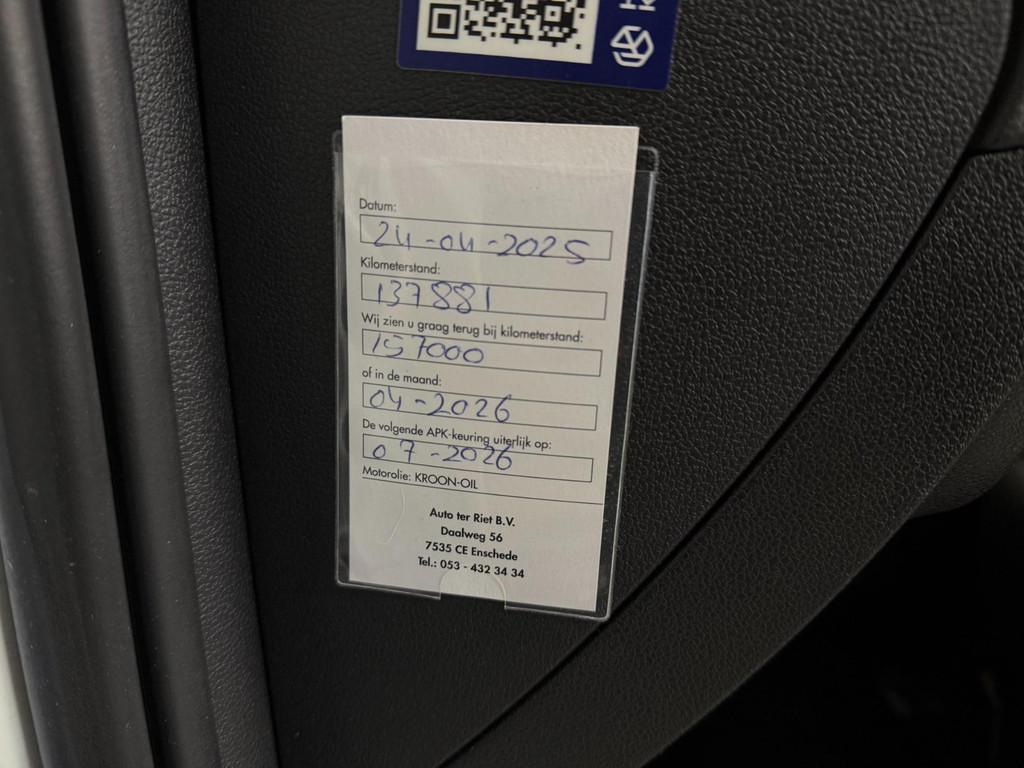 Datum:
24-04-2025
Kilometerstand:
137881
Wij zien u graag terug bij kilometerstand:
157000
of in de maand:
04-2026
De volgende APK-keuring uiterlijk op:
07-2026
Motorolie: KROON-OIL
Auto ter Riet B.V.
Daalweg 56
7535 CE Enschede
Tel.: 053 - 432 34 34